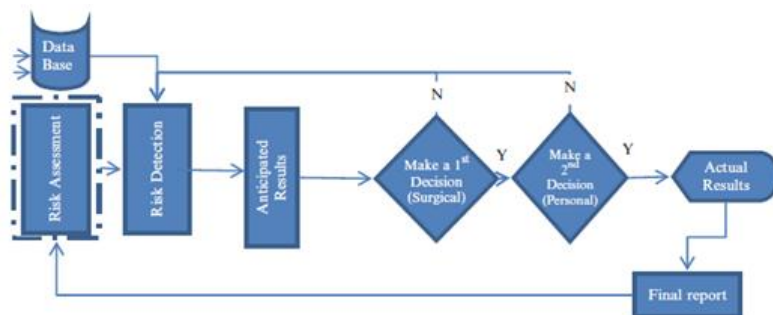 Data
Base
Risk Assessment
Risk Detection
Anticipated
Results
N
Make a 1st
Decision
(Surgical)
Y
N
Make a
2nd
Decision
(Personal)
Y
Actual
Results
Final report